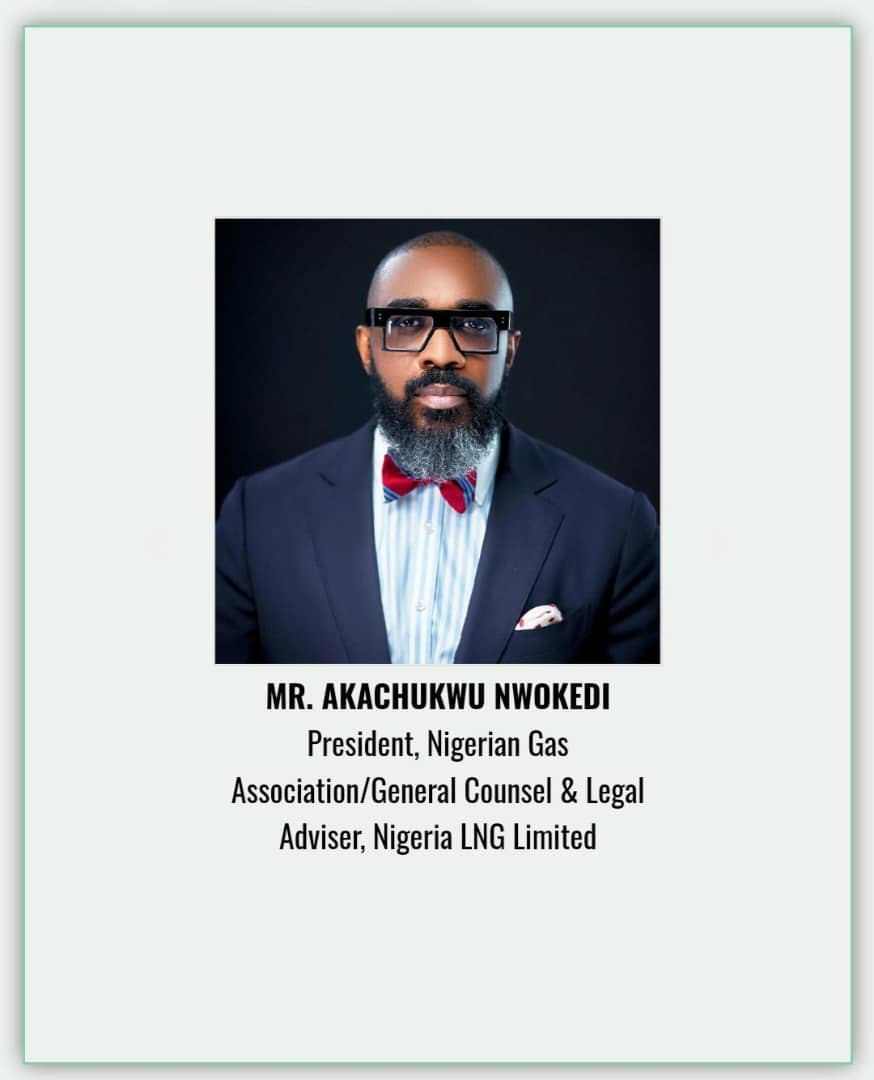 MR. AKACHUKWU NWOKEDI
President, Nigerian Gas
Association/General Counsel & Legal
Adviser, Nigeria LNG Limited